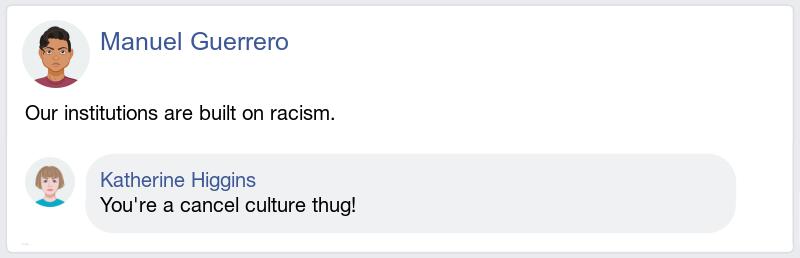 Manuel Guerrero
Our institutions are built on racism.
Katherine Higgins
You're a cancel culture thug!